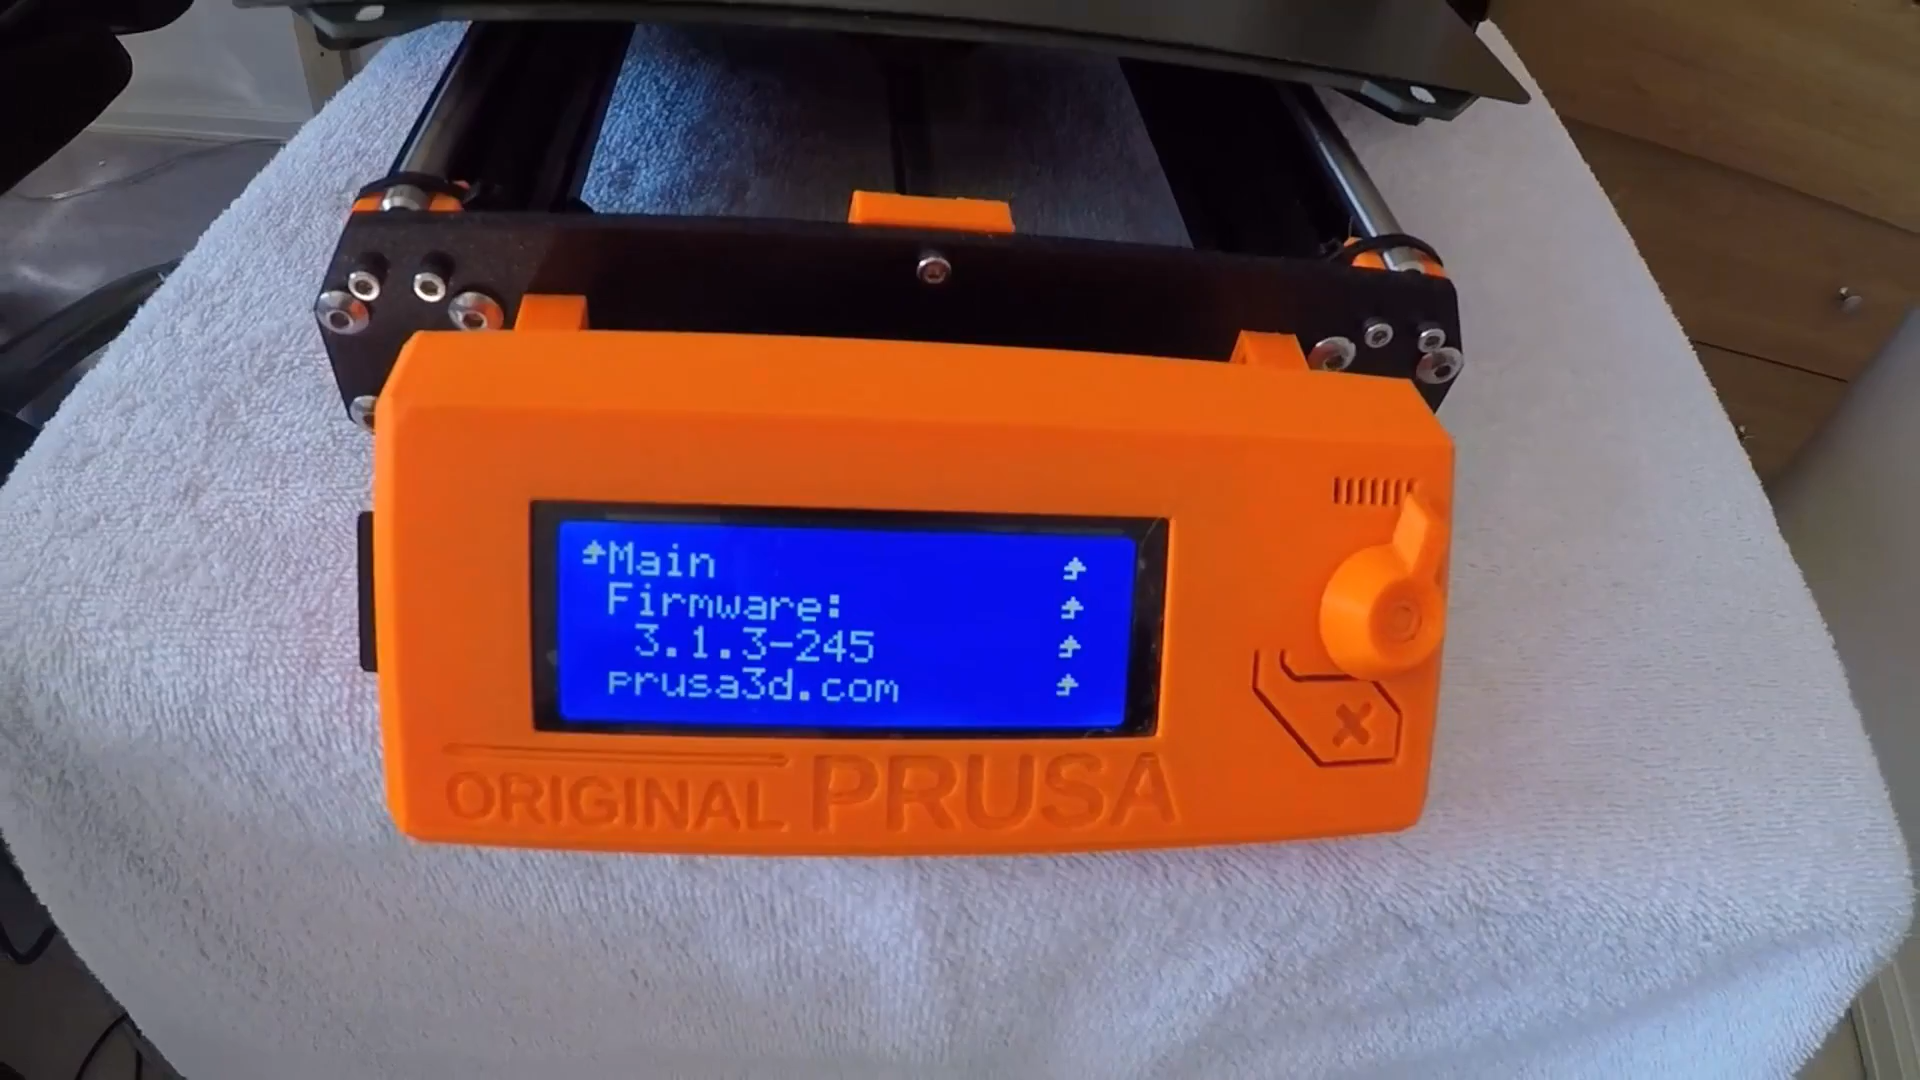 Main
Firmware:
3.1.3-245
prusa3d.com
ORIGINAL PRUSA